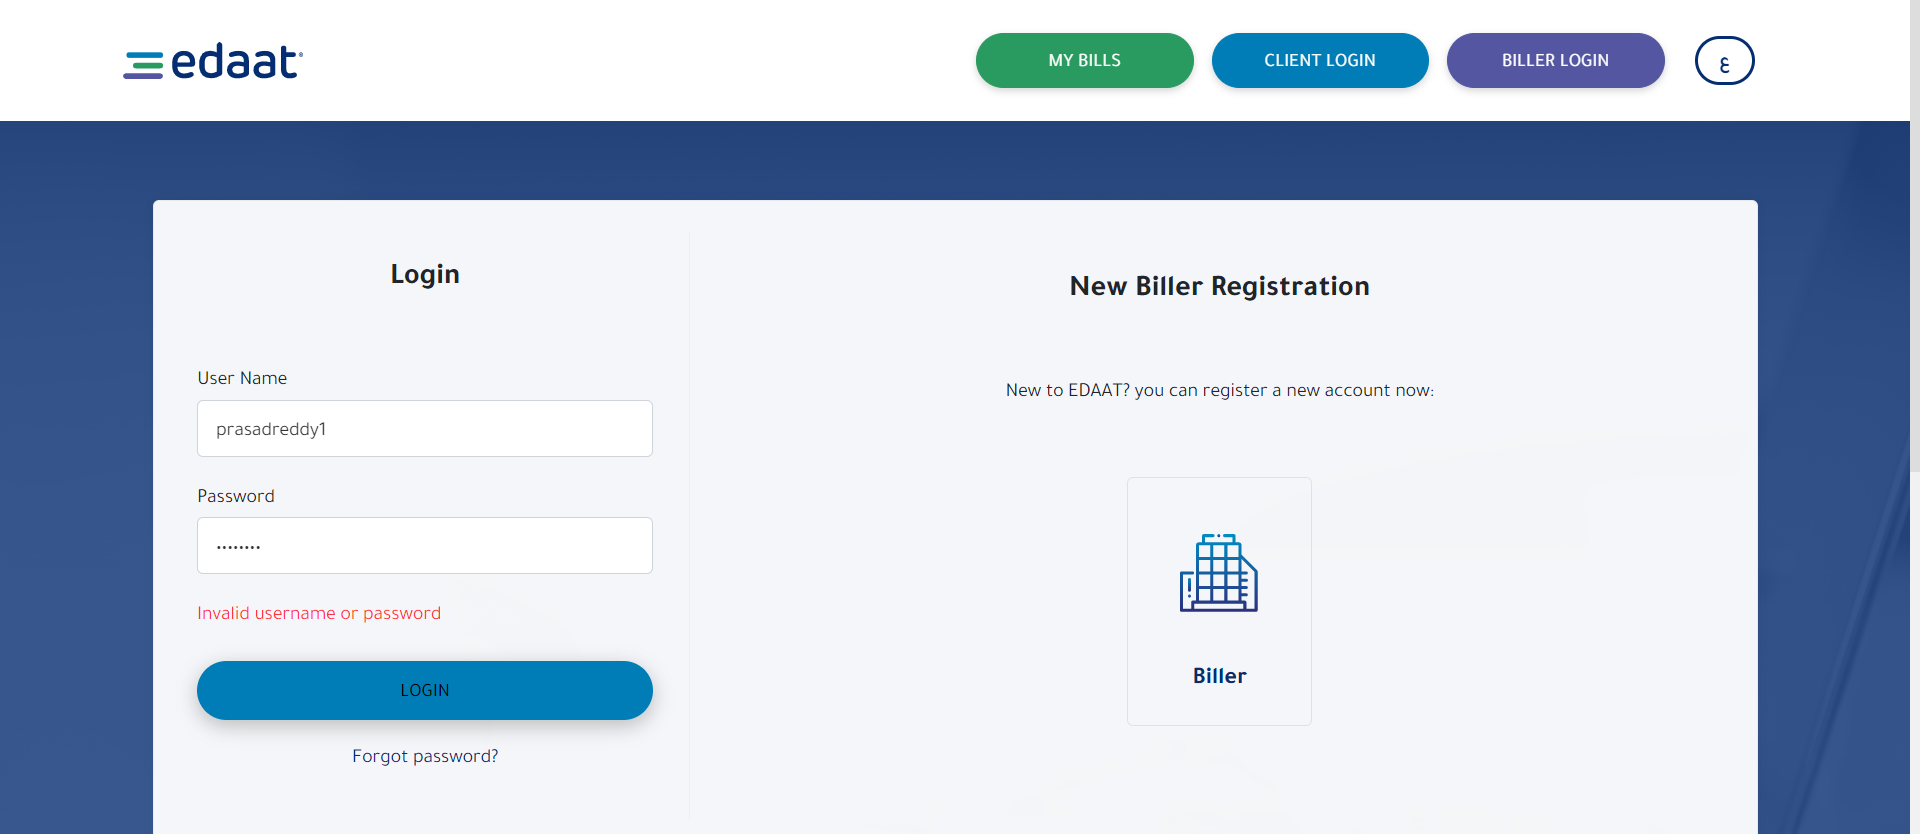 edaat®
MY BILLS
CLIENT LOGIN
BILLER LOGIN
ع
Login
User Name
prasadreddy1
Password
........
Invalid username or password
LOGIN
Forgot password?
New Biller Registration
New to EDAAT? you can register a new account now:
Biller